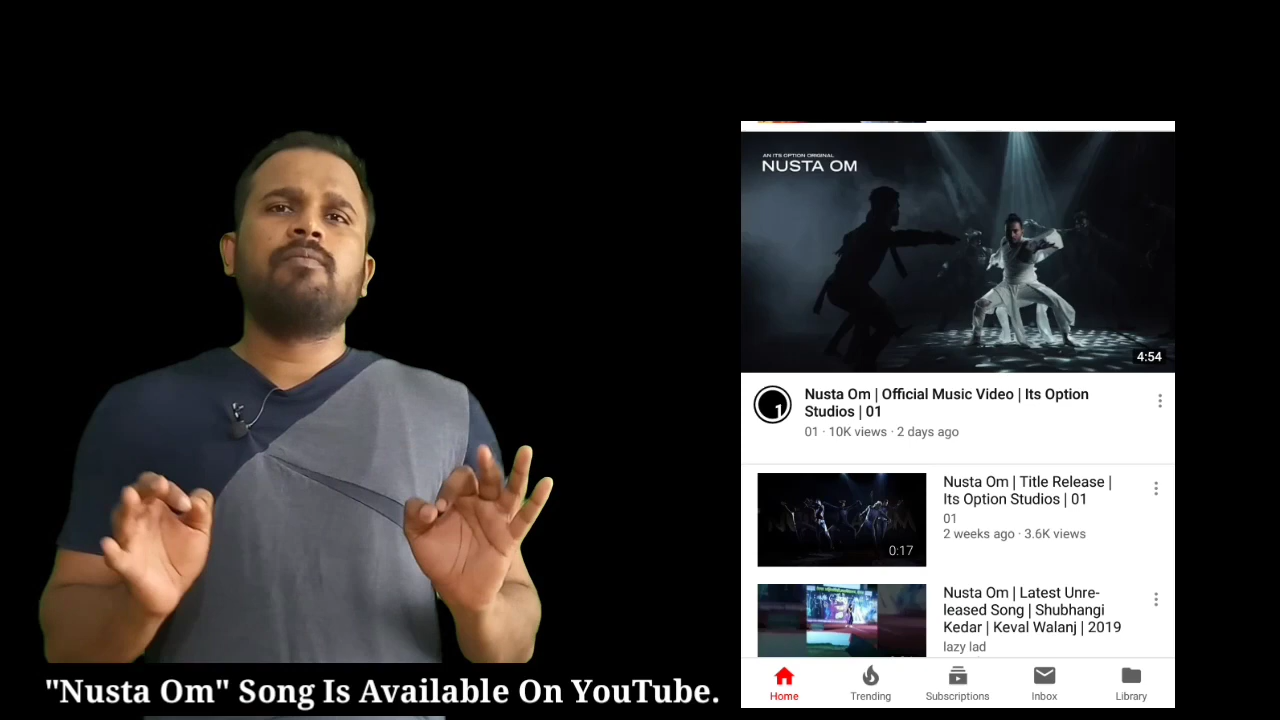 AN ITS OPTION ORIGINAL
NUSTA OM
4:54
1
Nusta Om | Official Music Video | Its Option
Studios | 01
01 · 10K views · 2 days ago
0:17
Nusta Om | Title Release |
Its Option Studios | 01
01
2 weeks ago · 3.6K views
Nusta Om | Latest Unre-
leased Song | Shubhangi
Kedar | Keval Walanj | 2019
lazy lad
Home
Trending
Subscriptions
Inbox
Library
"Nusta Om" Song Is Available On YouTube.